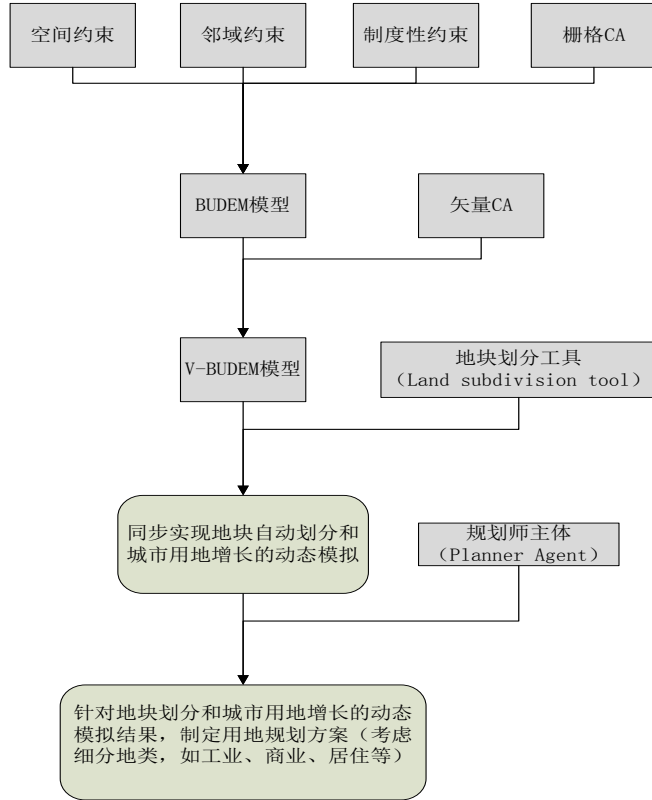 空间约束
邻域约束
制度性约束
栅格CA
BUDEM模型
矢量CA
V-BUDEM模型
地块划分工具
（Land subdivision tool）
同步实现地块自动划分和
城市用地增长的动态模拟
规划师主体
（Planner Agent）
针对地块划分和城市用地增长的动态
模拟结果，制定用地规划方案（考虑
细分地类，如工业、商业、居住等）